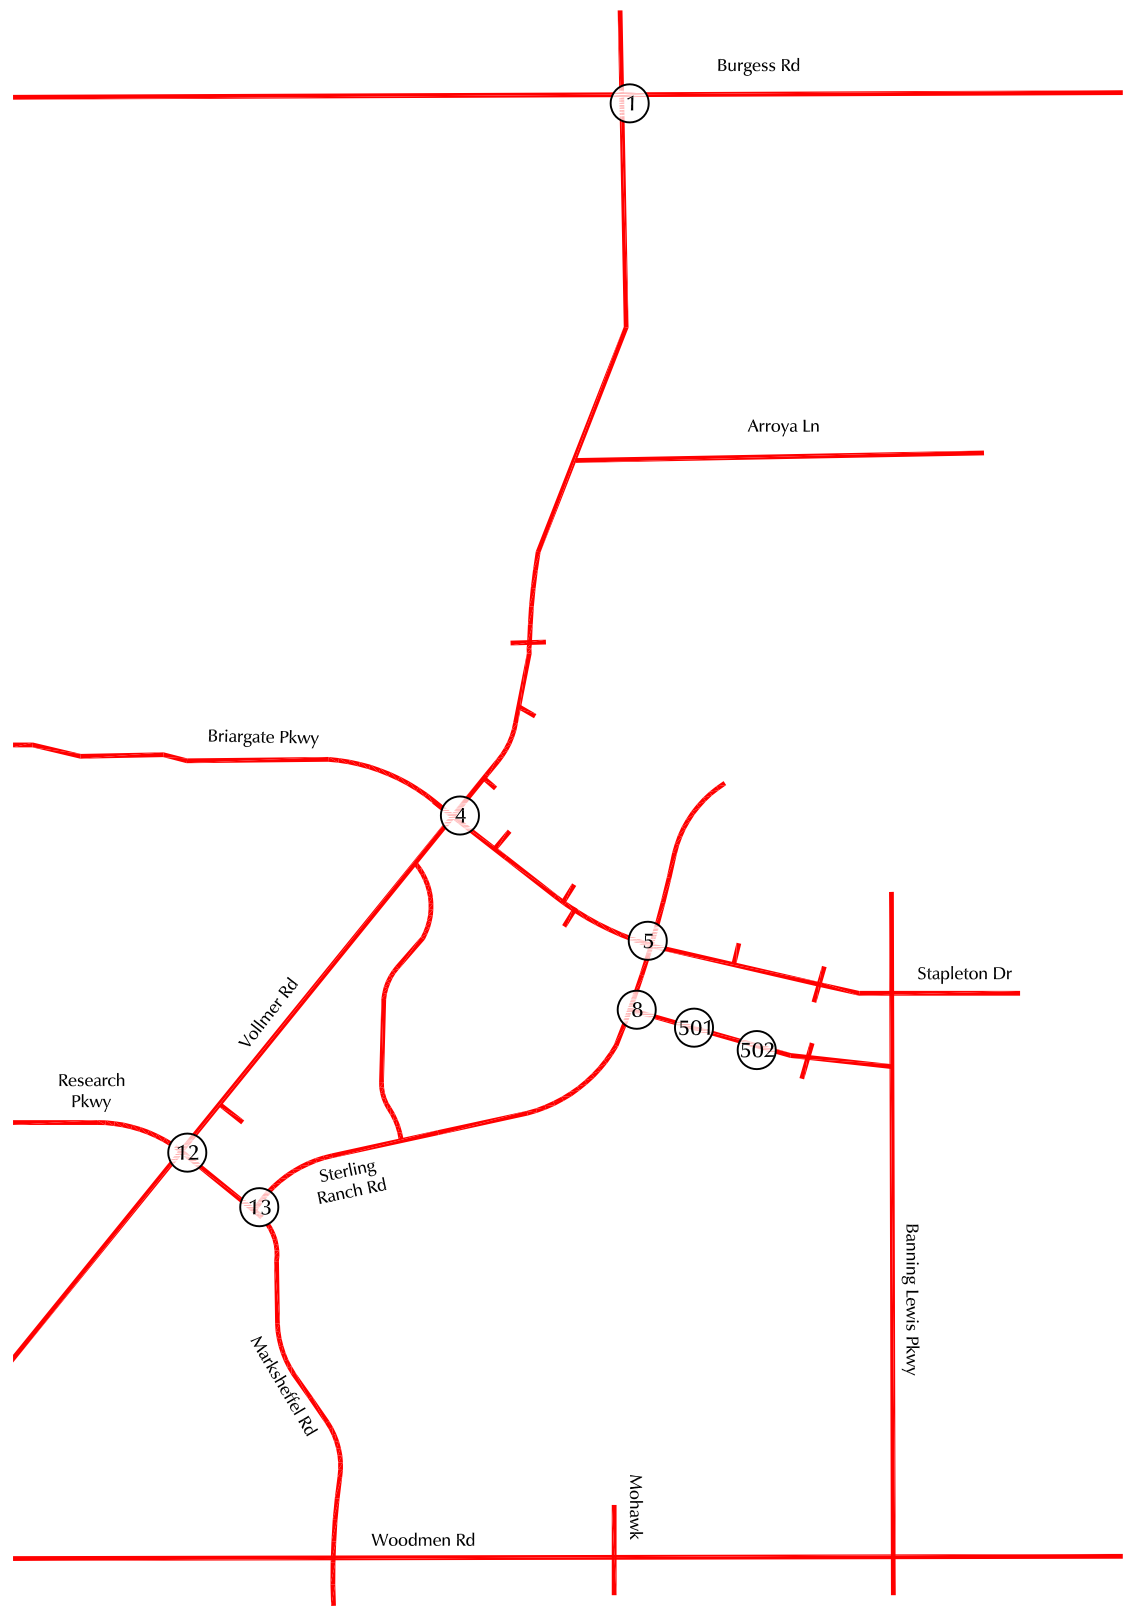 Burgess Rd
1
Arroya Ln
Briargate Pkwy
4
5
Stapleton Dr
Vollmer Rd
8
501
502
Research
Pkwy
12
Sterling
Ranch Rd
13
Banning Lewis Pkwy
Marksheffel Rd
Mohawk
Woodmen Rd